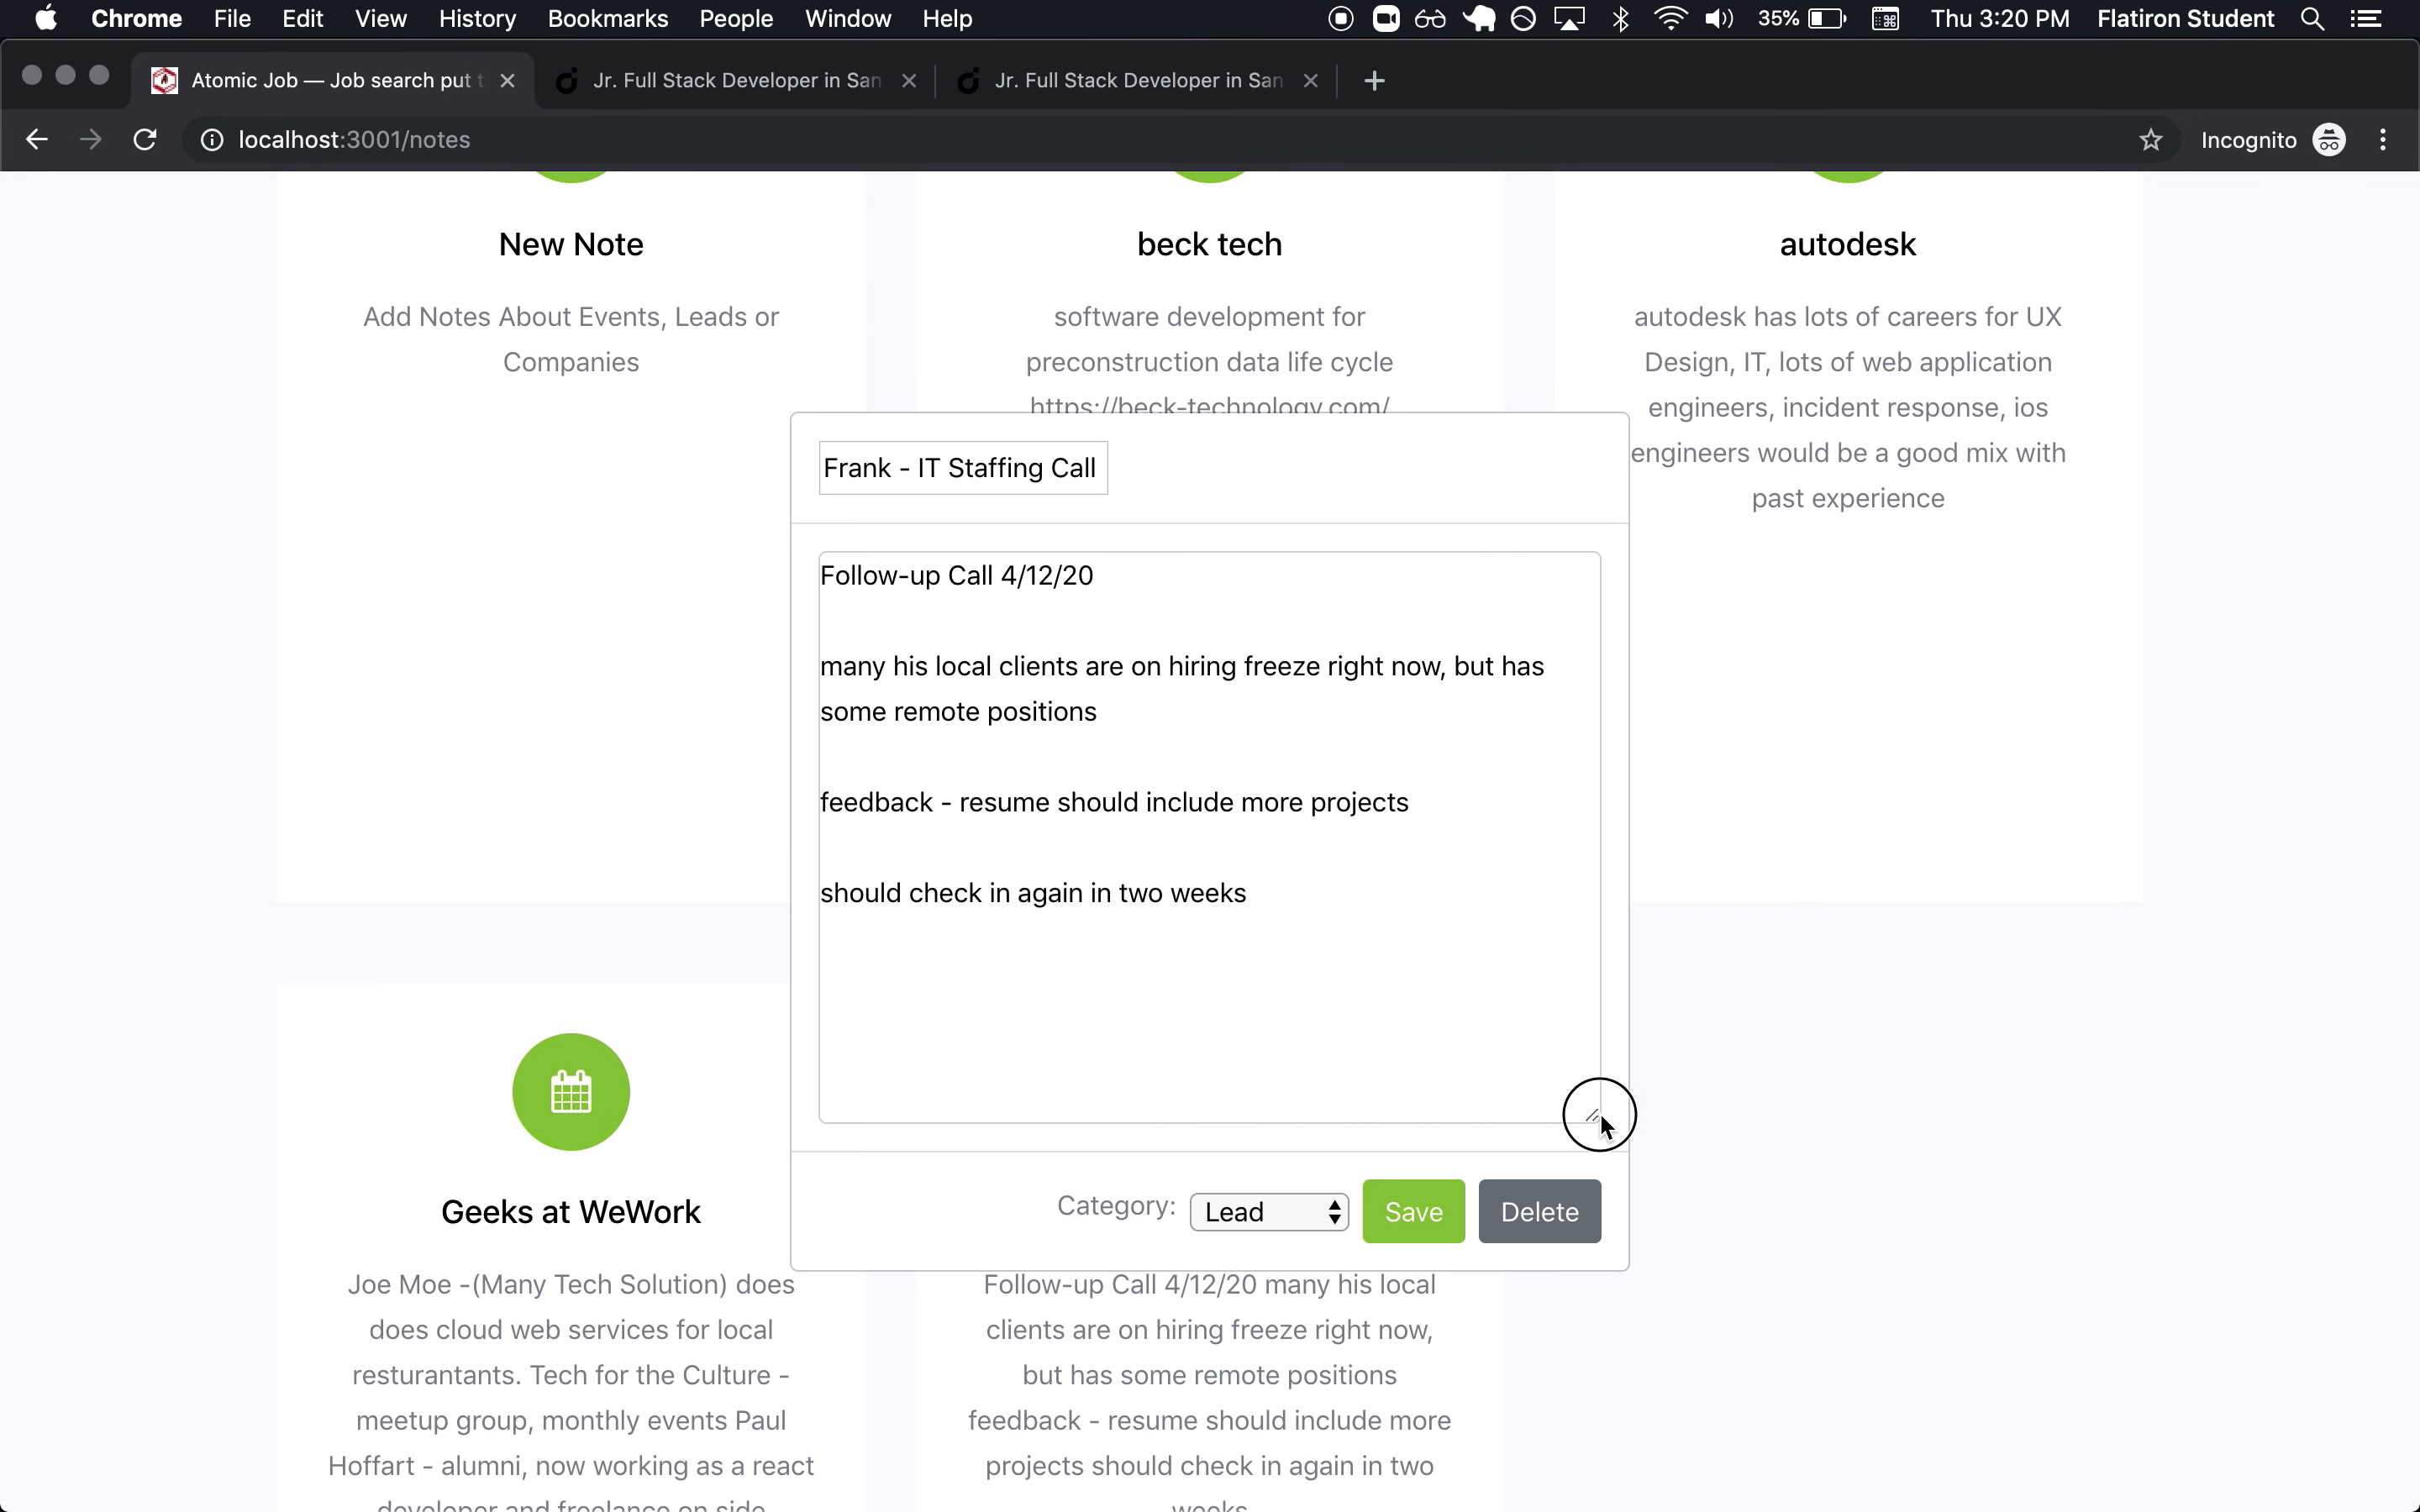 Chrome File Edit View History Bookmarks People Window Help 35% Thu 3:20 PM Flatiron Student
Atomic Job — Job search put t
Jr. Full Stack Developer in San
Jr. Full Stack Developer in San
localhost:3001/notes
Incognito
New Note
Add Notes About Events, Leads or
Companies
beck tech
software development for
preconstruction data life cycle
https://beck-technology.com/
autodesk
autodesk has lots of careers for UX
Design, IT, lots of web application
engineers, incident response, ios
engineers would be a good mix with
past experience
Frank - IT Staffing Call
Follow-up Call 4/12/20
many his local clients are on hiring freeze right now, but has
some remote positions
feedback - resume should include more projects
should check in again in two weeks
Category: Lead Save Delete
Geeks at WeWork
Joe Moe -(Many Tech Solution) does
does cloud web services for local
resturantants. Tech for the Culture -
meetup group, monthly events Paul
Hoffart - alumni, now working as a react
developer and freelance on side
Follow-up Call 4/12/20 many his local
clients are on hiring freeze right now,
but has some remote positions
feedback - resume should include more
projects should check in again in two
weeks